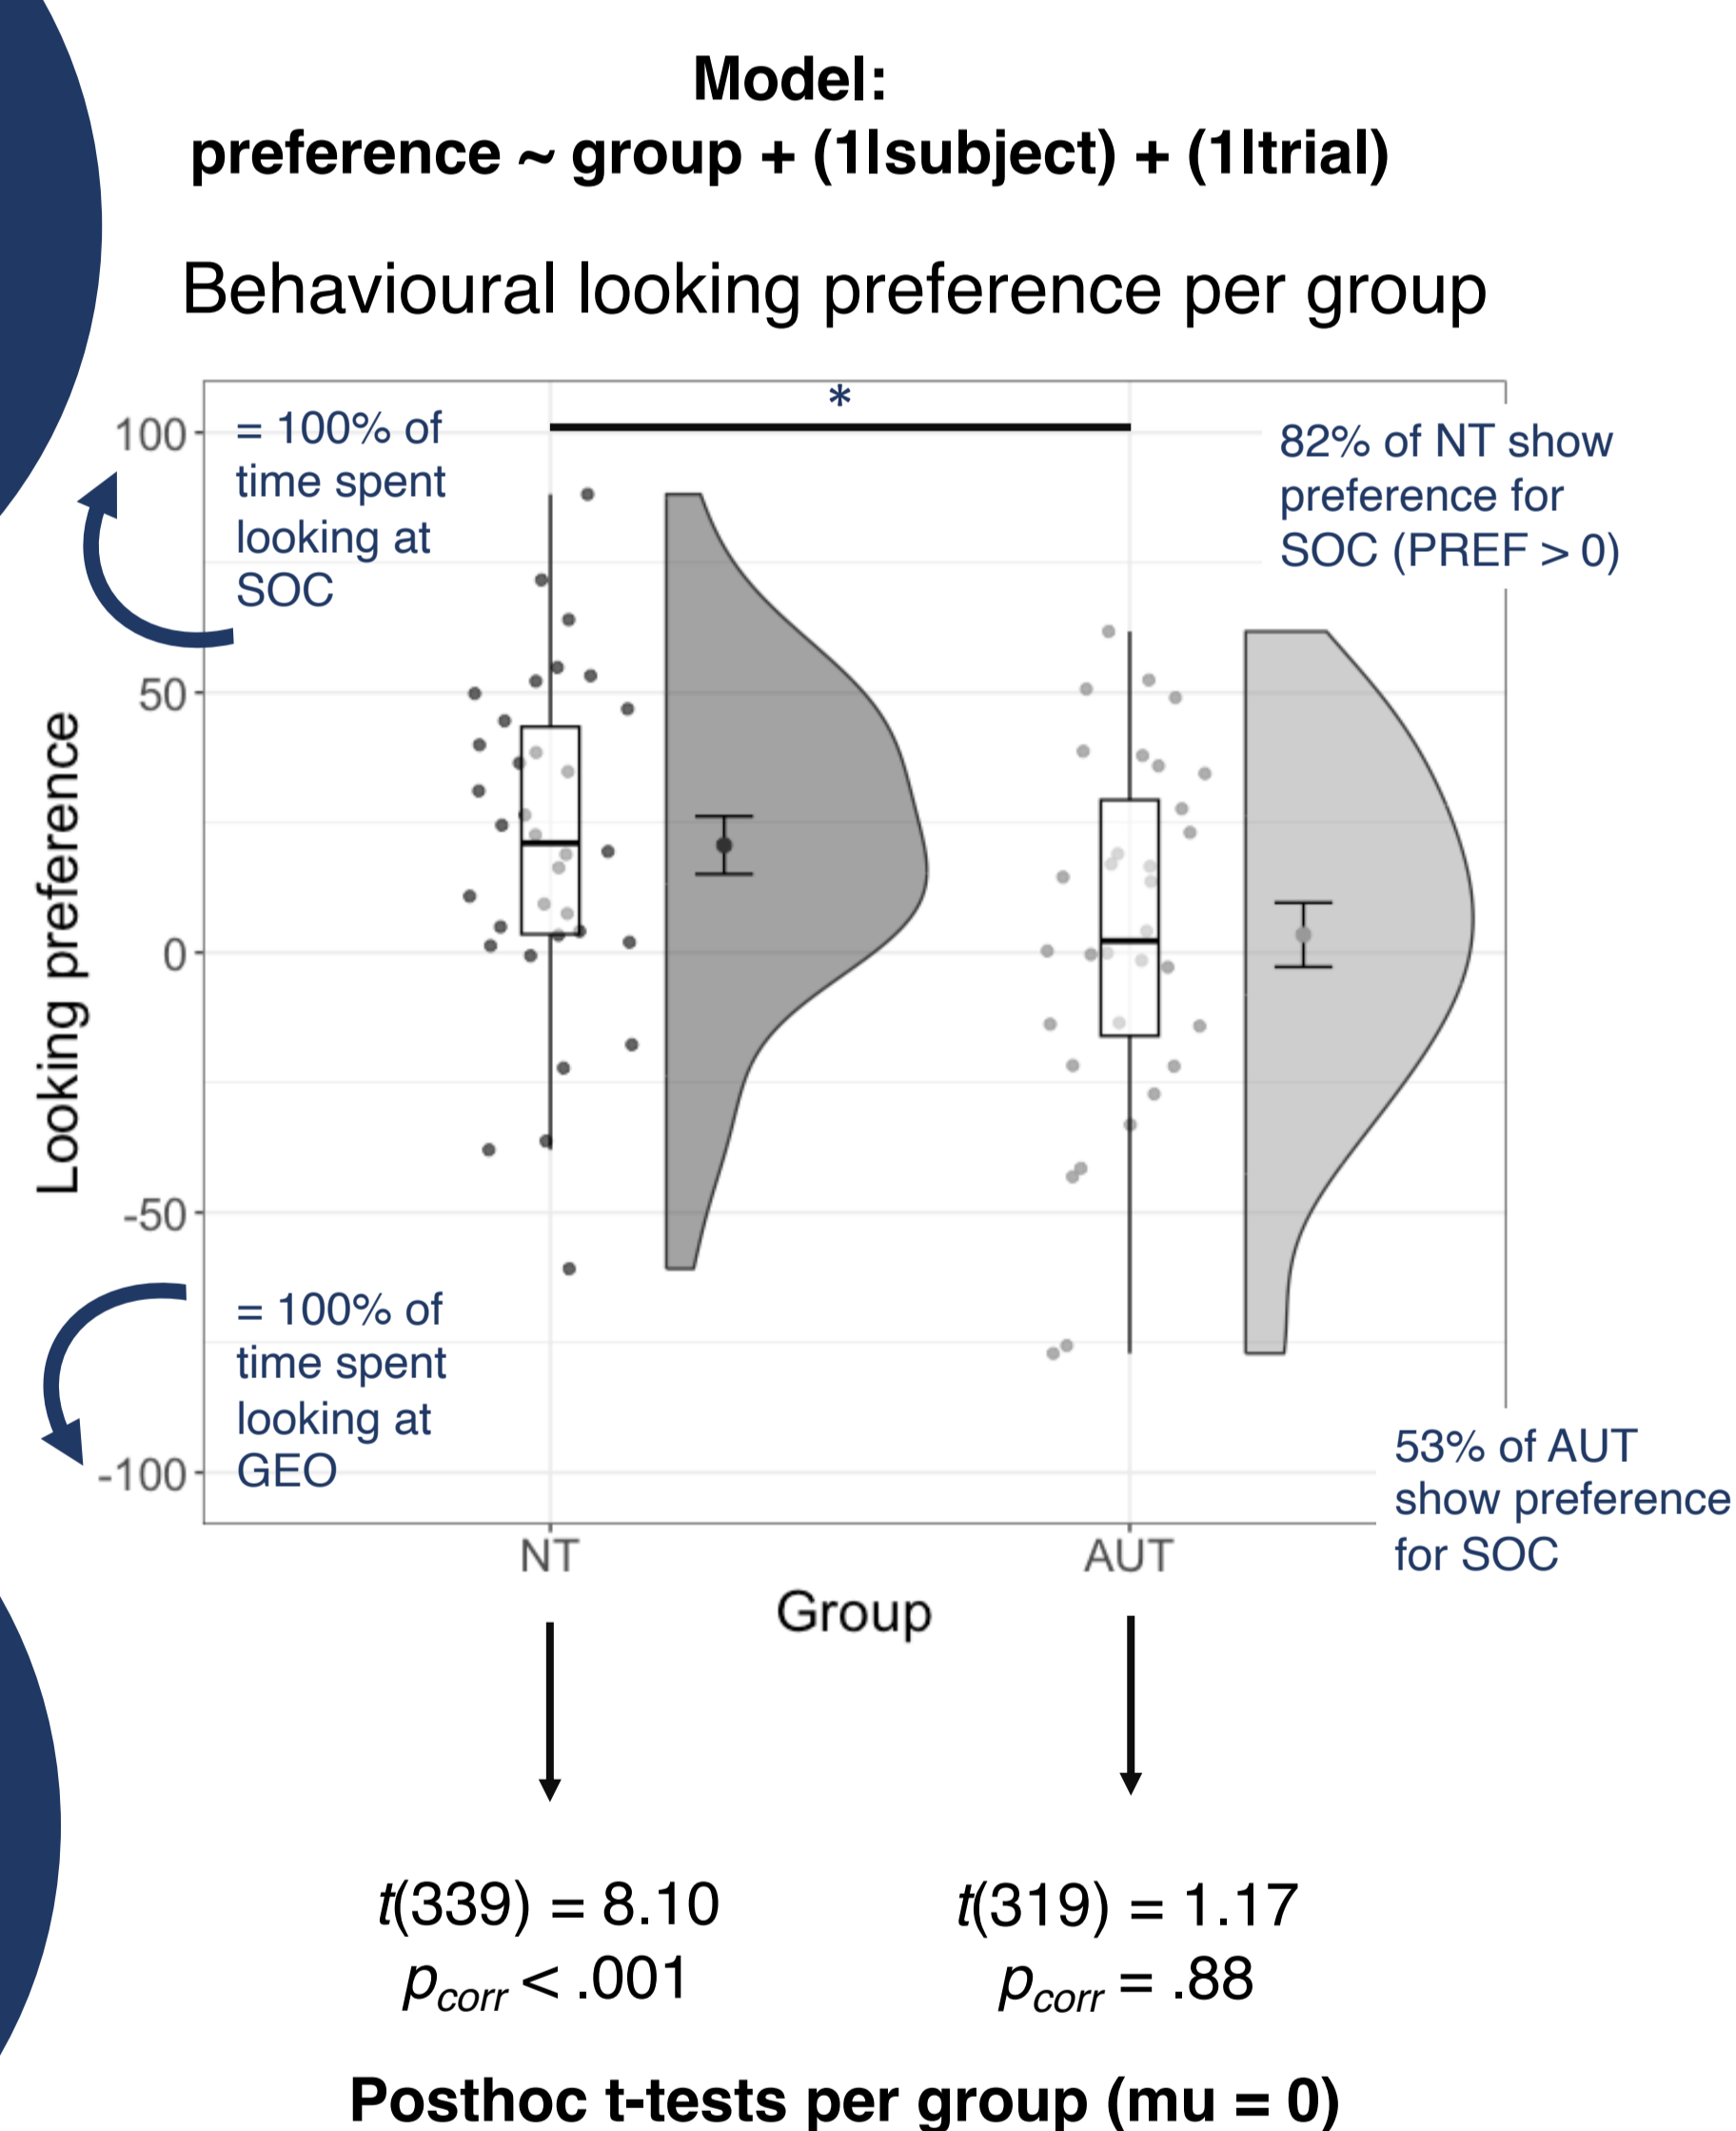 Model:
preference ~ group + (1|subject) + (1|trial)
Behavioural looking preference per group
*
100
= 100% of
time spent
looking at
SOC
82% of NT show
preference for
SOC (PREF > 0)
50
0
-50
-100
Looking preference
= 100% of
time spent
looking at
GEO
53% of AUT
show preference
for SOC
NT
AUT
Group
t(339) = 8.10
pcorr < .001
t(319) = 1.17
pcorr = .88
Posthoc t-tests per group (mu = 0)